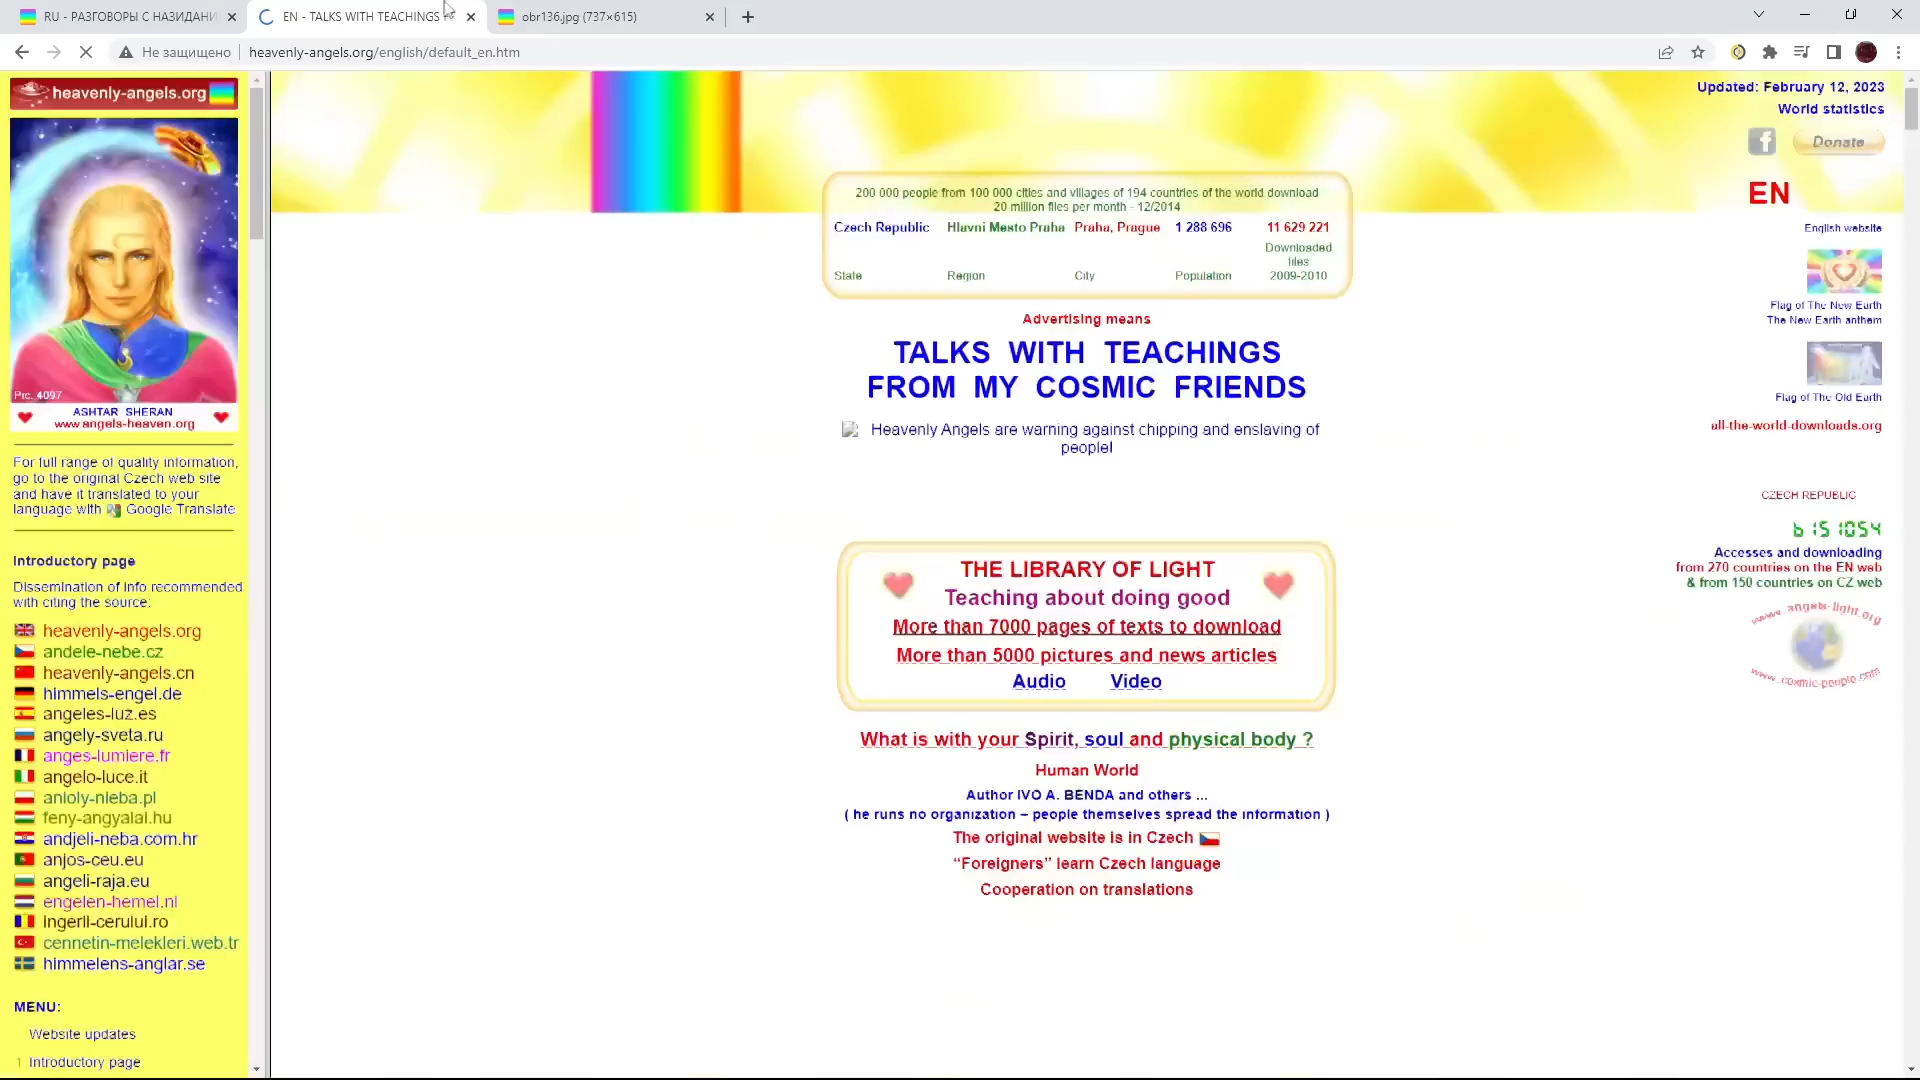 RU - РАЗГОВОРЫ С НАЗИДАНИ
EN - TALKS WITH TEACHINGS F
obr136.jpg (737×615)
Не защищено
heavenly-angels.org/english/default_en.htm
heavenly-angels.org
Pic. 4097
ASHTAR SHERAN
www.angels-heaven.org
For full range of quality information,
go to the original Czech web site
and have it translated to your
language with Google Translate
Introductory page
Dissemination of info recommended
with citing the source:
heavenly-angels.org
andele-nebe.cz
heavenly-angels.cn
himmels-engel.de
angeles-luz.es
angely-sveta.ru
anges-lumiere.fr
angelo-luce.it
anioly-nieba.pl
feny-angyalai.hu
andjeli-neba.com.hr
anjos-ceu.eu
angeli-raja.eu
engelen-hemel.nl
ingerii-cerului.ro
cennetin-melekleri.web.tr
himmelens-anglar.se
MENU:
Website updates
1 Introductory page
200 000 people from 100 000 cities and villages of 194 countries of the world download
20 million files per month - 12/2014
Czech Republic Hlavni Mesto Praha Praha, Prague 1 288 696 11 629 221
State Region City Population Downloaded
files
2009-2010
Advertising means
TALKS WITH TEACHINGS
FROM MY COSMIC FRIENDS
Heavenly Angels are warning against chipping and enslaving of
people!
THE LIBRARY OF LIGHT
Teaching about doing good
More than 7000 pages of texts to download
More than 5000 pictures and news articles
Audio Video
What is with your Spirit, soul and physical body ?
Human World
Author IVO A. BENDA and others ...
( he runs no organization – people themselves spread the information )
The original website is in Czech
“Foreigners” learn Czech language
Cooperation on translations
Updated: February 12, 2023
World statistics
f
Donate
EN
English website
Flag of The New Earth
The New Earth anthem
Flag of The Old Earth
all-the-world-downloads.org
CZECH REPUBLIC
6151054
Accesses and downloading
from 270 countries on the EN web
& from 150 countries on CZ web
www.angels-light.org
www.cosmic-people.com